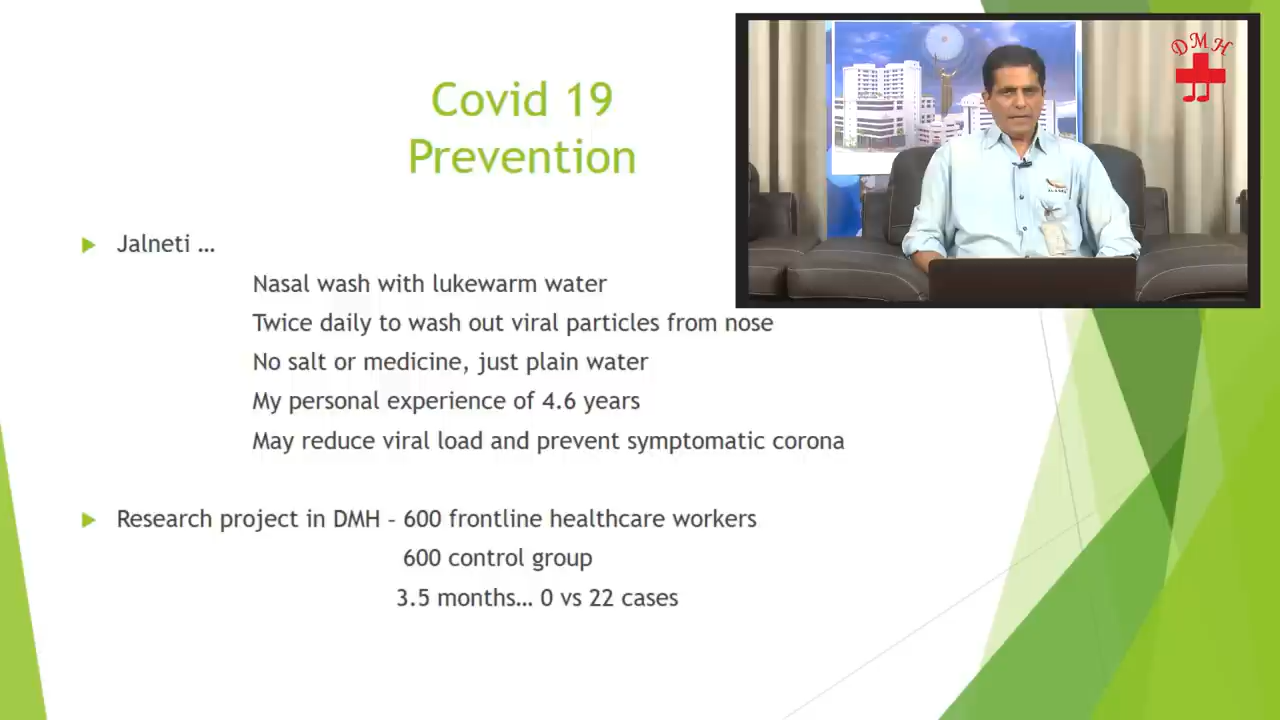 Covid 19
Prevention
DMH
Jalneti ...
Nasal wash with lukewarm water
Twice daily to wash out viral particles from nose
No salt or medicine, just plain water
My personal experience of 4.6 years
May reduce viral load and prevent symptomatic corona
Research project in DMH – 600 frontline healthcare workers
600 control group
3.5 months... 0 vs 22 cases